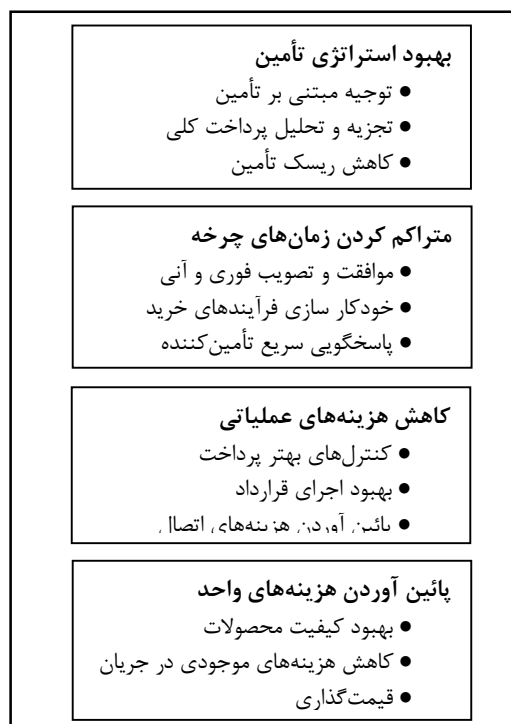 بهبود استراتژی تأمین
● توجیه مبتنی بر تأمین
● تجزیه و تحلیل پرداخت کلی
● کاهش ریسک تأمین
متراکم کردن زمان‌های چرخه
● موافقت و تصویب فوری و آنی
● خودکار سازی فرآیندهای خرید
● پاسخگویی سریع تأمین‌کننده
کاهش هزینه‌های عملیاتی
● کنترل‌های بهتر پرداخت
● بهبود اجرای قرارداد
● پائین آوردن هزینه‌های اتصال
پائین آوردن هزینه‌های واحد
● بهبود کیفیت محصولات
● کاهش هزینه‌های موجودی در جریان
● قیمت‌گذاری